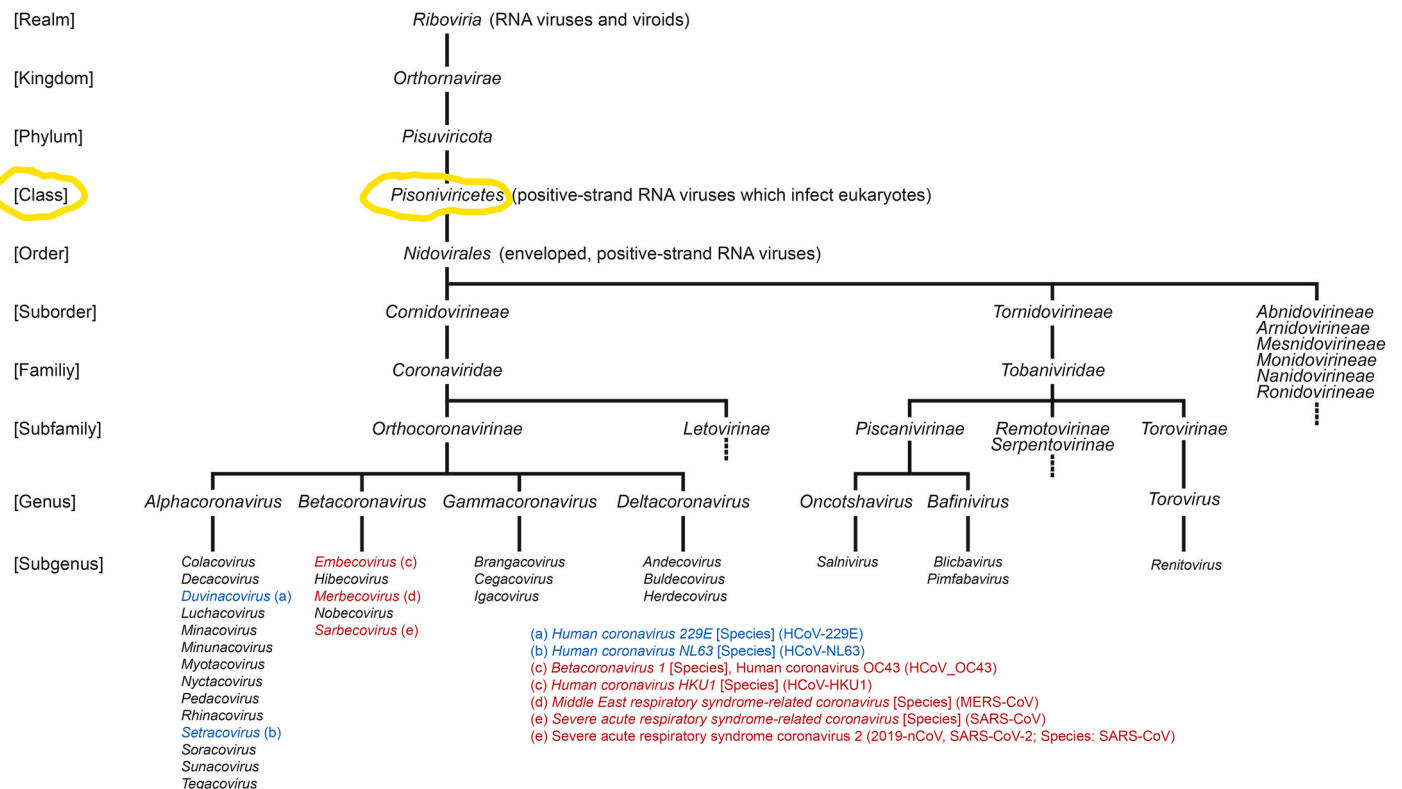 [Realm] Riboviria (RNA viruses and viroids)
[Kingdom] Orthornavirae
[Phylum] Pisuviricota
[Class] Pisoniviricetes (positive-strand RNA viruses which infect eukaryotes)
[Order] Nidovirales (enveloped, positive-strand RNA viruses)
[Suborder] Cornidovirineae Tornidovirineae Abnidovirineae
Arnidovirineae
Mesnidovirineae
Monidovirineae
[Familiy] Coronaviridae Tobaniviridae Nanidovirineae
Ronidovirineae
[Subfamily] Orthocoronavirinae Letovirinae Piscanivirinae Remotovirinae Torovirinae
Serpentovirinae
[Genus] Alphacoronavirus Betacoronavirus Gammacoronavirus Deltacoronavirus Oncotshavirus Bafinivirus Torovirus
[Subgenus] Colacovirus Embecovirus (c) Brangacovirus Andecovirus Salnivirus Blicbavirus Renitovirus
Decacovirus Hibecovirus Cegacovirus Buldecovirus Pimfabavirus
Duvinacovirus (a) Merbecovirus (d) Igacovirus Herdecovirus
Luchacovirus Nobecovirus
Minacovirus Sarbecovirus (e) (a) Human coronavirus 229E [Species] (HCoV-229E)
Minunacovirus (b) Human coronavirus NL63 [Species] (HCoV-NL63)
Myotacovirus (c) Betacoronavirus 1 [Species], Human coronavirus OC43 (HCoV_OC43)
Nyctacovirus (c) Human coronavirus HKU1 [Species] (HCoV-HKU1)
Pedacovirus (d) Middle East respiratory syndrome-related coronavirus [Species] (MERS-CoV)
Rhinacovirus (e) Severe acute respiratory syndrome-related coronavirus [Species] (SARS-CoV)
Setracovirus (b) (e) Severe acute respiratory syndrome coronavirus 2 (2019-nCoV, SARS-CoV-2; Species: SARS-CoV)
Soracovirus
Sunacovirus
Tegacovirus